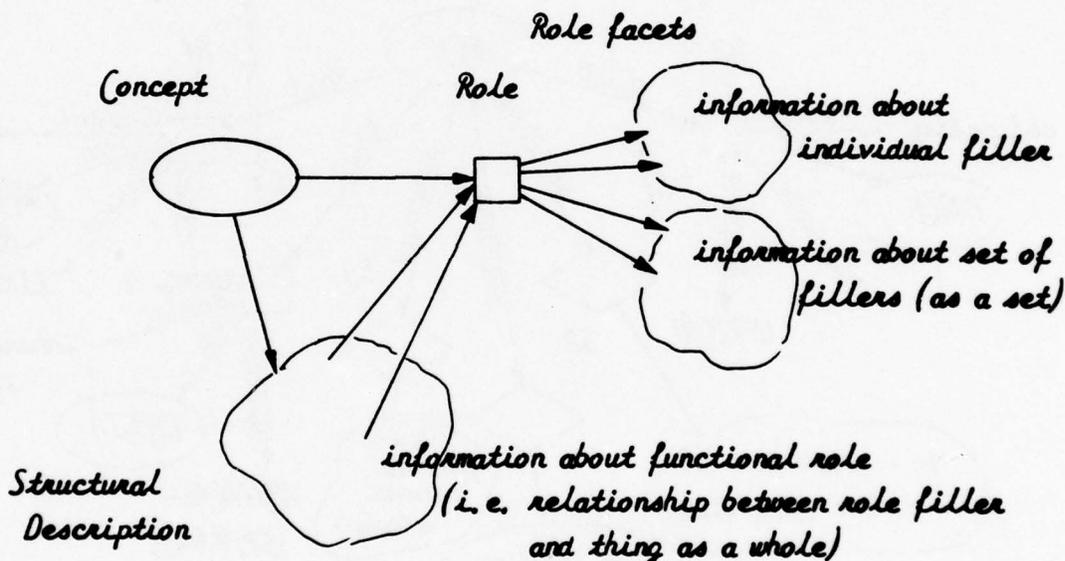 Role facets
Concept
Role
information about
individual filler
information about set of
fillers (as a set)
information about functional role
(i.e. relationship between role filler
and thing as a whole)
Structural
Description